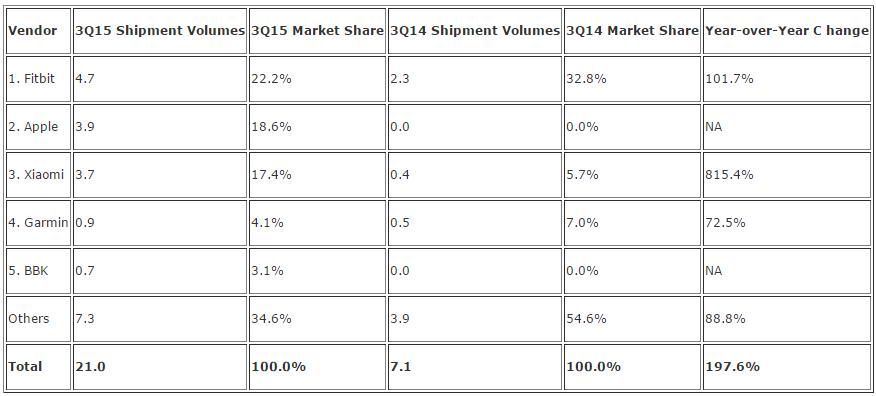 Vendor 3Q15 Shipment Volumes 3Q15 Market Share 3Q14 Shipment Volumes 3Q14 Market Share Year-over-Year C hange
1. Fitbit 4.7 22.2% 2.3 32.8% 101.7%
2. Apple 3.9 18.6% 0.0 0.0% NA
3. Xiaomi 3.7 17.4% 0.4 5.7% 815.4%
4. Garmin 0.9 4.1% 0.5 7.0% 72.5%
5. BBK 0.7 3.1% 0.0 0.0% NA
Others 7.3 34.6% 3.9 54.6% 88.8%
Total 21.0 100.0% 7.1 100.0% 197.6%